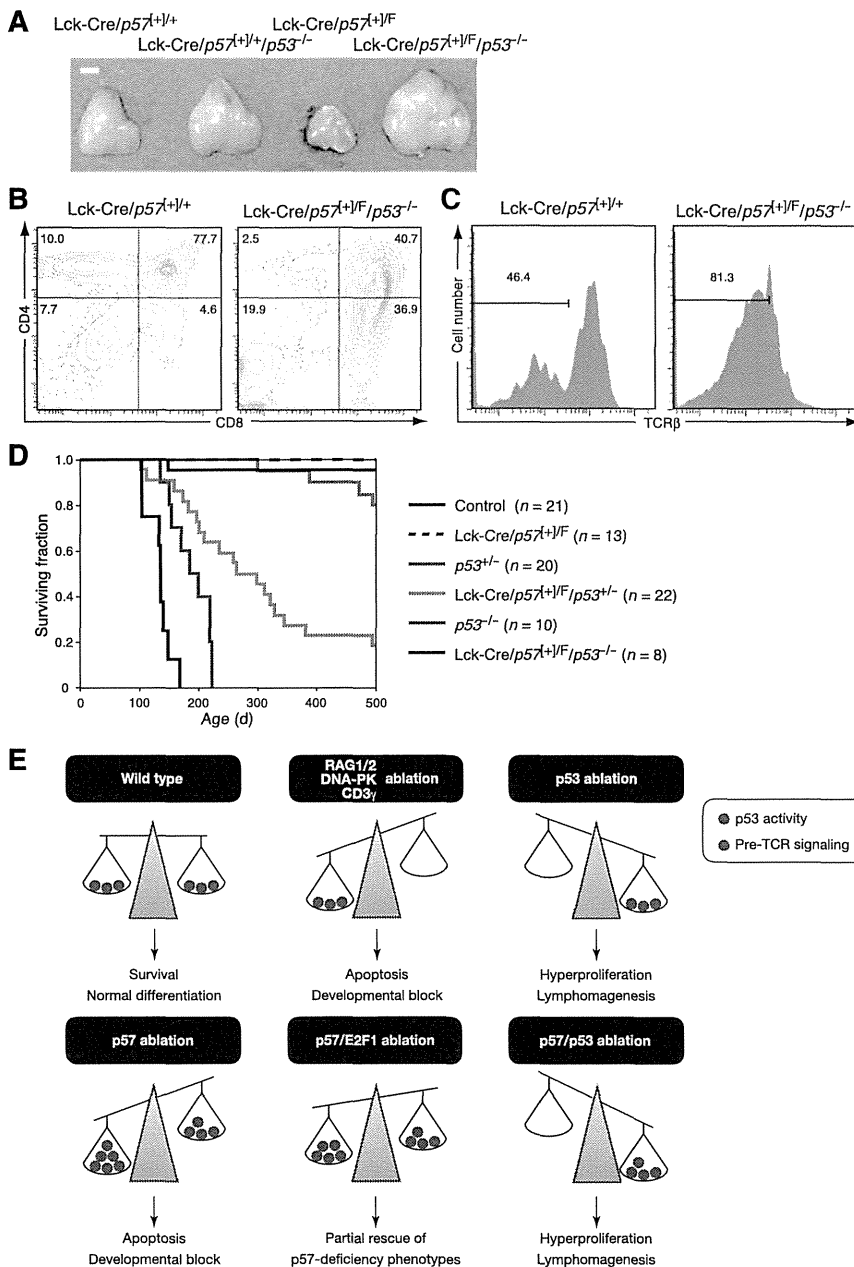 A
Lck-Cre/p57[+]/+
Lck-Cre/p57[+]/F
Lck-Cre/p57[+]/+/p53−/−
Lck-Cre/p57[+]/F/p53−/−
B
Lck-Cre/p57[+]/+
Lck-Cre/p57[+]/F/p53−/−
10.0
77.7
7.7
4.6
2.5
40.7
19.9
36.9
CD4
CD8
C
Lck-Cre/p57[+]/+
Lck-Cre/p57[+]/F/p53−/−
46.4
81.3
Cell number
TCRβ
D
1.0
0.8
0.6
0.4
0.2
0
Surviving fraction
0
100
200
300
400
500
Age (d)
Control (n = 21)
Lck-Cre/p57[+]/F (n = 13)
p53+/− (n = 20)
Lck-Cre/p57[+]/F/p53+/− (n = 22)
p53−/− (n = 10)
Lck-Cre/p57[+]/F/p53−/− (n = 8)
E
Wild type
RAG1/2
DNA-PK ablation
CD3γ
p53 ablation
p53 activity
Pre-TCR signaling
Survival
Normal differentiation
Apoptosis
Developmental block
Hyperproliferation
Lymphomagenesis
p57 ablation
p57/E2F1 ablation
p57/p53 ablation
Apoptosis
Developmental block
Partial rescue of
p57-deficiency phenotypes
Hyperproliferation
Lymphomagenesis